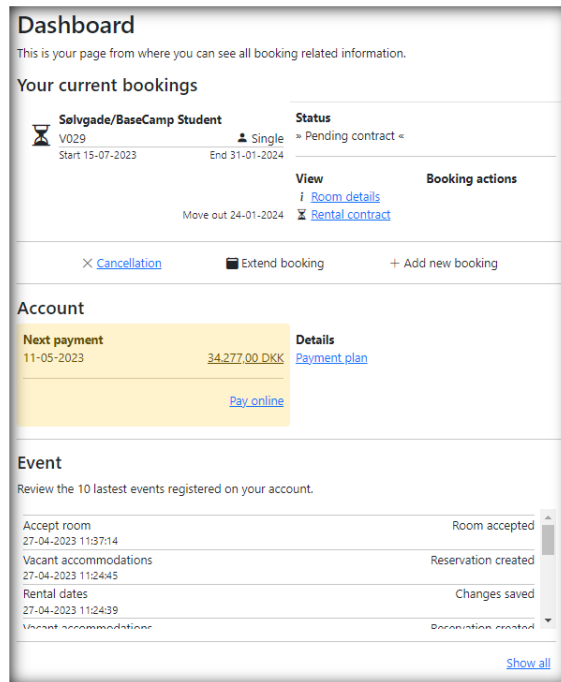 Dashboard
This is your page from where you can see all booking related information.
Your current bookings
Sølvgade/BaseCamp Student
V029 Single
Start 15-07-2023 End 31-01-2024
Move out 24-01-2024
Status
» Pending contract «
View Booking actions
i Room details
Rental contract
Cancellation Extend booking + Add new booking
Account
Next payment
11-05-2023 34.277,00 DKK
Pay online
Details
Payment plan
Event
Review the 10 lastest events registered on your account.
Accept room Room accepted
27-04-2023 11:37:14
Vacant accommodations Reservation created
27-04-2023 11:24:45
Rental dates Changes saved
27-04-2023 11:24:39
Vacant accommodations Reservation created
Show all